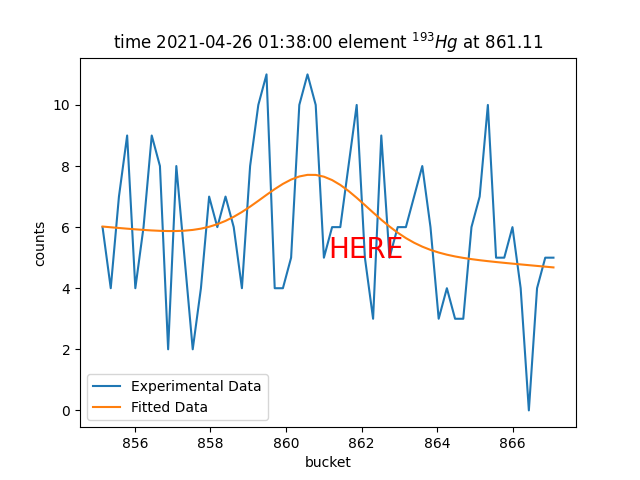 time 2021-04-26 01:38:00 element ¹⁹³Hg at 861.11
counts
10
8
6
4
2
0
HERE
Experimental Data
Fitted Data
856 858 860 862 864 866
bucket